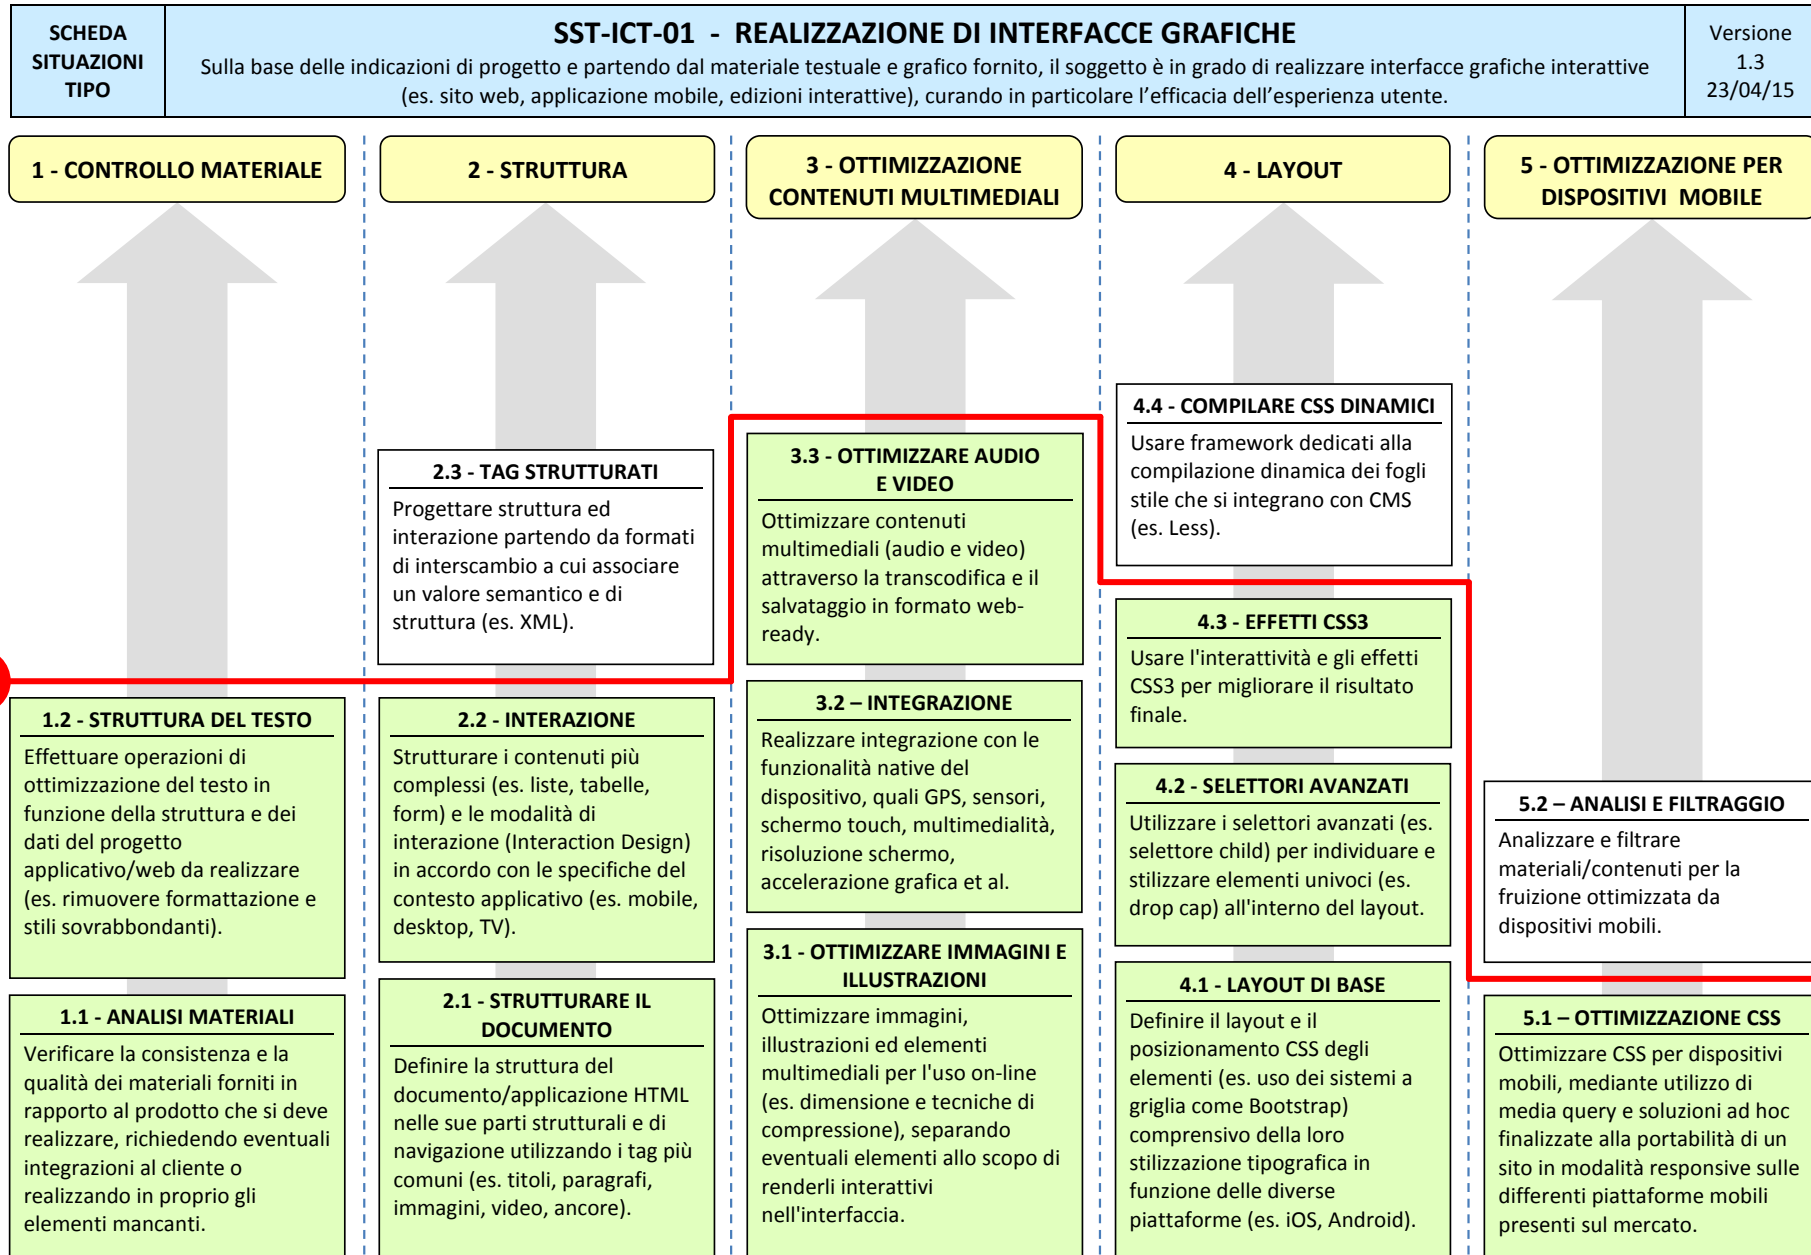 SCHEDA
SITUAZIONI
TIPO
SST-ICT-01 - REALIZZAZIONE DI INTERFACCE GRAFICHE
Sulla base delle indicazioni di progetto e partendo dal materiale testuale e grafico fornito, il soggetto è in grado di realizzare interfacce grafiche interattive
(es. sito web, applicazione mobile, edizioni interattive), curando in particolare l’efficacia dell’esperienza utente.
Versione
1.3
23/04/15
1 - CONTROLLO MATERIALE
1.2 - STRUTTURA DEL TESTO
Effettuare operazioni di
ottimizzazione del testo in
funzione della struttura e dei
dati del progetto
applicativo/web da realizzare
(es. rimuovere formattazione e
stili sovrabbondanti).
1.1 - ANALISI MATERIALI
Verificare la consistenza e la
qualità dei materiali forniti in
rapporto al prodotto che si deve
realizzare, richiedendo eventuali
integrazioni al cliente o
realizzando in proprio gli
elementi mancanti.
2 - STRUTTURA
2.3 - TAG STRUTTURATI
Progettare struttura ed
interazione partendo da formati
di interscambio a cui associare
un valore semantico e di
struttura (es. XML).
2.2 - INTERAZIONE
Strutturare i contenuti più
complessi (es. liste, tabelle,
form) e le modalità di
interazione (Interaction Design)
in accordo con le specifiche del
contesto applicativo (es. mobile,
desktop, TV).
2.1 - STRUTTURARE IL
DOCUMENTO
Definire la struttura del
documento/applicazione HTML
nelle sue parti strutturali e di
navigazione utilizzando i tag più
comuni (es. titoli, paragrafi,
immagini, video, ancore).
3 - OTTIMIZZAZIONE
CONTENUTI MULTIMEDIALI
3.3 - OTTIMIZZARE AUDIO
E VIDEO
Ottimizzare contenuti
multimediali (audio e video)
attraverso la transcodifica e il
salvataggio in formato web-
ready.
3.2 – INTEGRAZIONE
Realizzare integrazione con le
funzionalità native del
dispositivo, quali GPS, sensori,
schermo touch, multimedialità,
risoluzione schermo,
accelerazione grafica et al.
3.1 - OTTIMIZZARE IMMAGINI E
ILLUSTRAZIONI
Ottimizzare immagini,
illustrazioni ed elementi
multimediali per l'uso on-line
(es. dimensione e tecniche di
compressione), separando
eventuali elementi allo scopo di
renderli interattivi
nell'interfaccia.
4 - LAYOUT
4.4 - COMPILARE CSS DINAMICI
Usare framework dedicati alla
compilazione dinamica dei fogli
stile che si integrano con CMS
(es. Less).
4.3 - EFFETTI CSS3
Usare l'interattività e gli effetti
CSS3 per migliorare il risultato
finale.
4.2 - SELETTORI AVANZATI
Utilizzare i selettori avanzati (es.
selettore child) per individuare e
stilizzare elementi univoci (es.
drop cap) all'interno del layout.
4.1 - LAYOUT DI BASE
Definire il layout e il
posizionamento CSS degli
elementi (es. uso dei sistemi a
griglia come Bootstrap)
comprensivo della loro
stilizzazione tipografica in
funzione delle diverse
piattaforme (es. iOS, Android).
5 - OTTIMIZZAZIONE PER
DISPOSITIVI MOBILE
5.2 – ANALISI E FILTRAGGIO
Analizzare e filtrare
materiali/contenuti per la
fruizione ottimizzata da
dispositivi mobili.
5.1 – OTTIMIZZAZIONE CSS
Ottimizzare CSS per dispositivi
mobili, mediante utilizzo di
media query e soluzioni ad hoc
finalizzate alla portabilità di un
sito in modalità responsive sulle
differenti piattaforme mobili
presenti sul mercato.